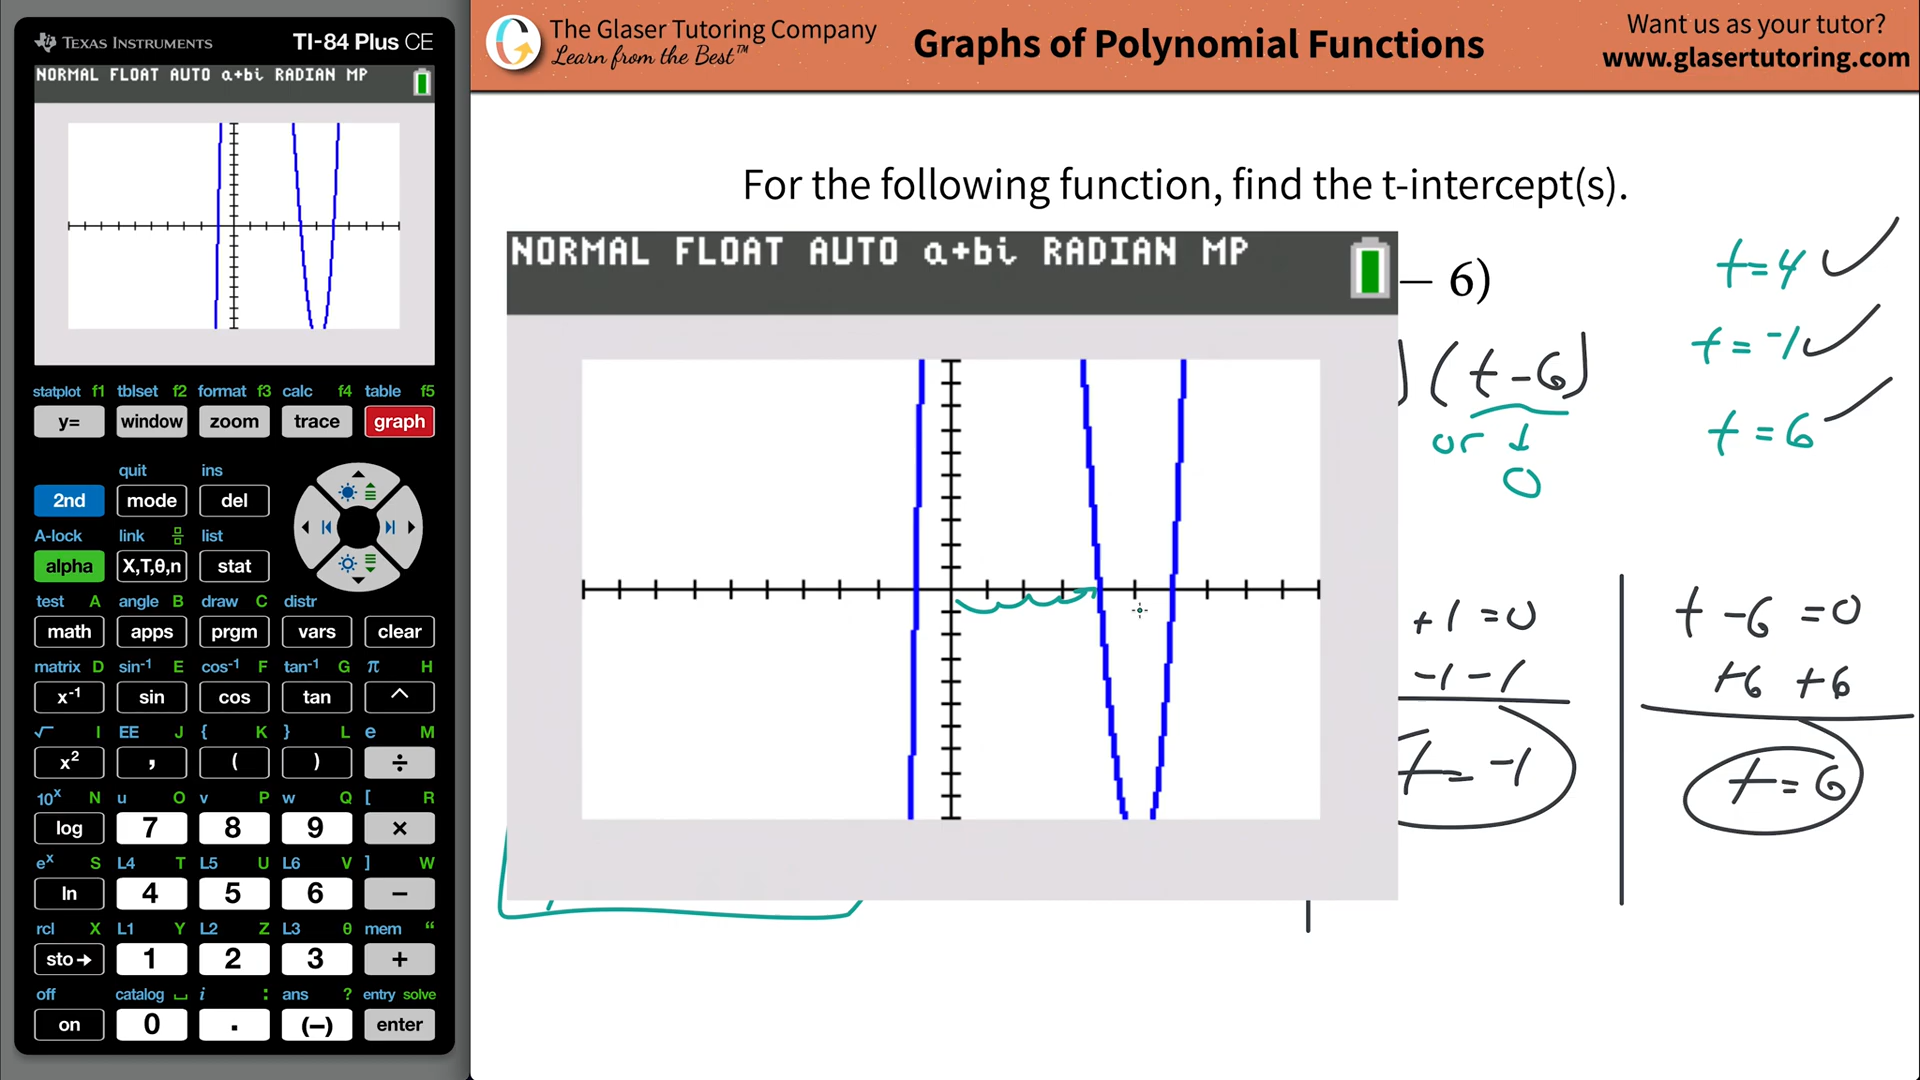 TEXAS INSTRUMENTS
TI-84 Plus CE
NORMAL FLOAT AUTO a+bi RADIAN MP
statplot f1 tblset f2 format f3 calc f4 table f5
y= window zoom trace graph
quit ins
2nd mode del
A-lock link list
alpha X,T,θ,n stat
test A angle B draw C distr
math apps prgm vars clear
matrix D sin-1 E cos-1 F tan-1 G π H
x-1 sin cos tan ^
√ I EE J { K } L e M
x2 , ( ) ÷
10x N u O v P w Q [ R
log 7 8 9 ×
ex S L4 T L5 U L6 V ] W
ln 4 5 6 −
rcl X L1 Y L2 Z L3 θ mem “
sto→ 1 2 3 +
off catalog i : ans ? entry solve
on 0 . (−) enter
The Glaser Tutoring Company
Learn from the Best™
Graphs of Polynomial Functions
Want us as your tutor?
www.glasertutoring.com
For the following function, find the t-intercept(s).
NORMAL FLOAT AUTO a+bi RADIAN MP
− 6)
) (t-6)
or ↓
0
t=4 ✓
t=-1 ✓
t=6 ✓
+1=0
-1 -1
t=-1
t-6=0
+6 +6
t=6